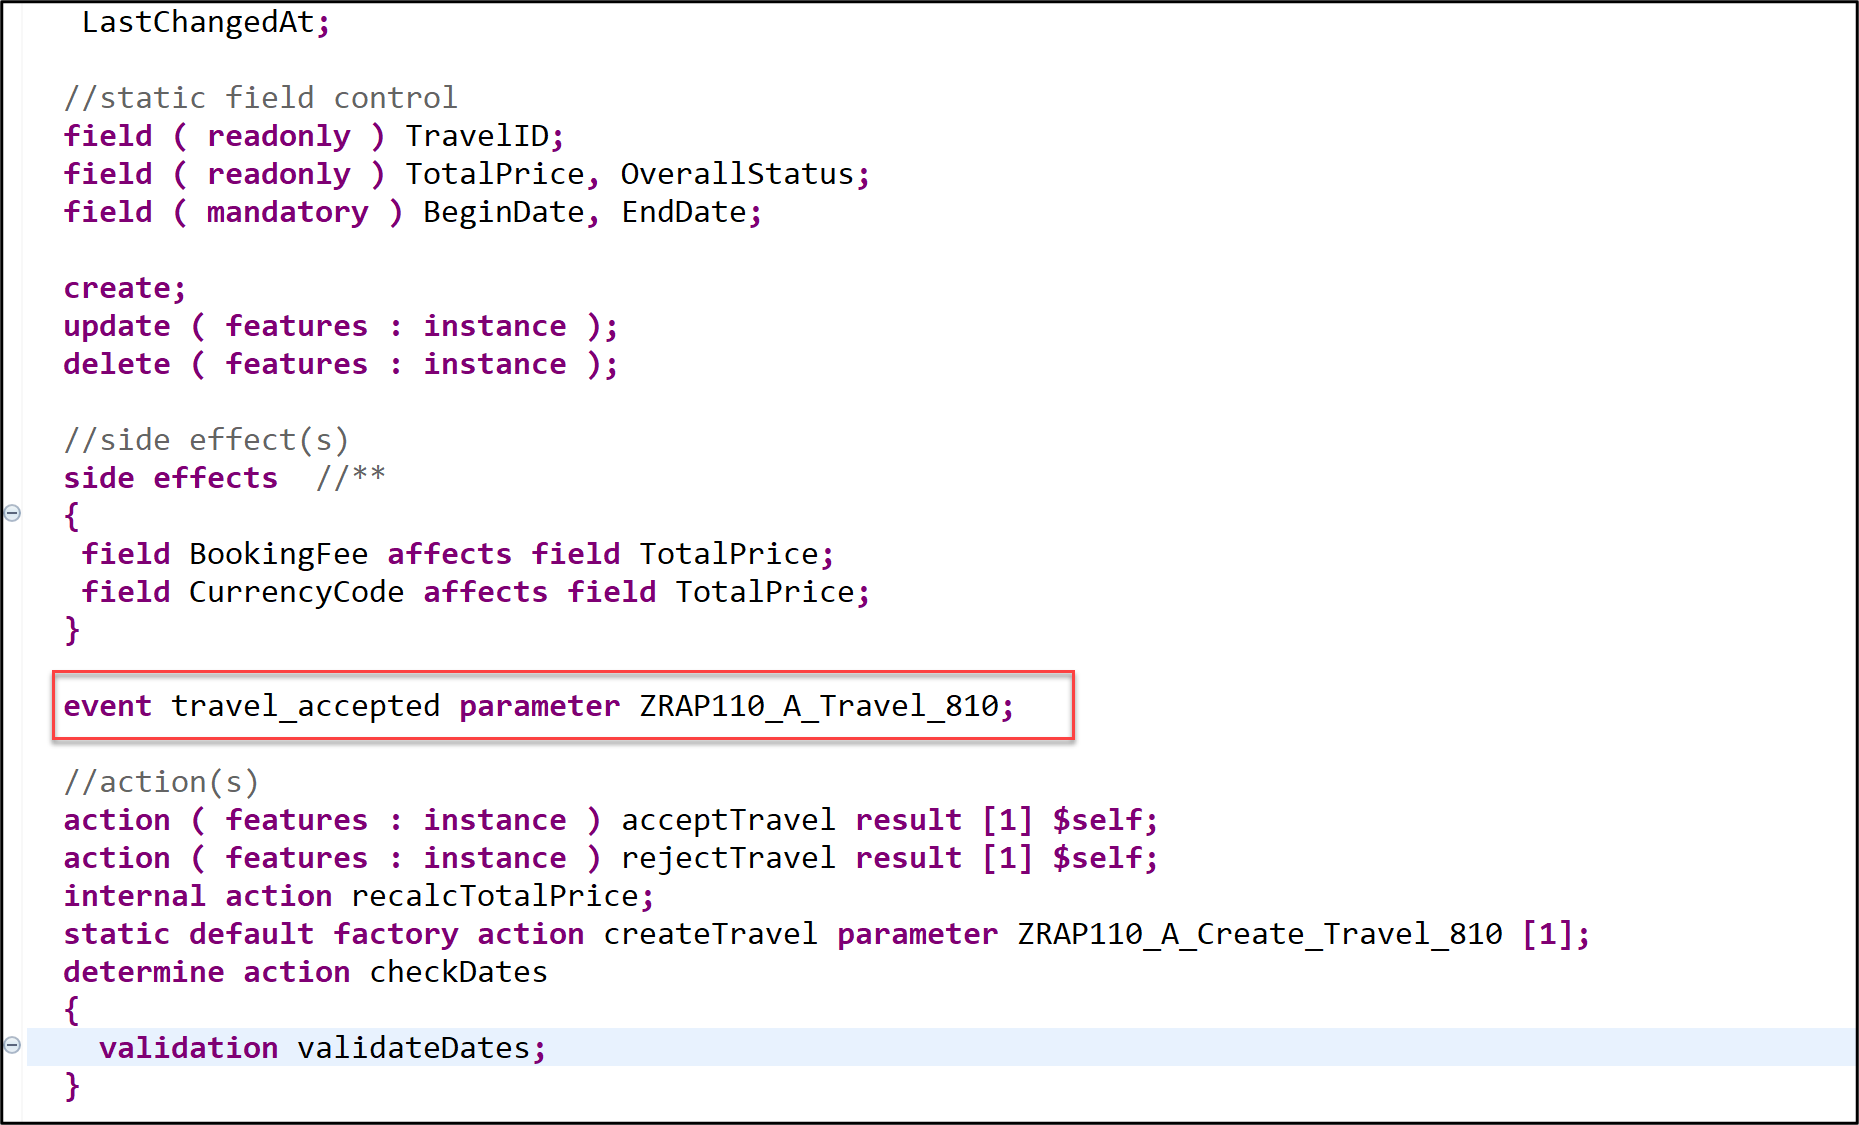 LastChangedAt;
//static field control
field ( readonly ) TravelID;
field ( readonly ) TotalPrice, OverallStatus;
field ( mandatory ) BeginDate, EndDate;
create;
update ( features : instance );
delete ( features : instance );
//side effect(s)
side effects  //**
{
field BookingFee affects field TotalPrice;
field CurrencyCode affects field TotalPrice;
}
event travel_accepted parameter ZRAP110_A_Travel_810;
//action(s)
action ( features : instance ) acceptTravel result [1] $self;
action ( features : instance ) rejectTravel result [1] $self;
internal action recalcTotalPrice;
static default factory action createTravel parameter ZRAP110_A_Create_Travel_810 [1];
determine action checkDates
{
validation validateDates;
}